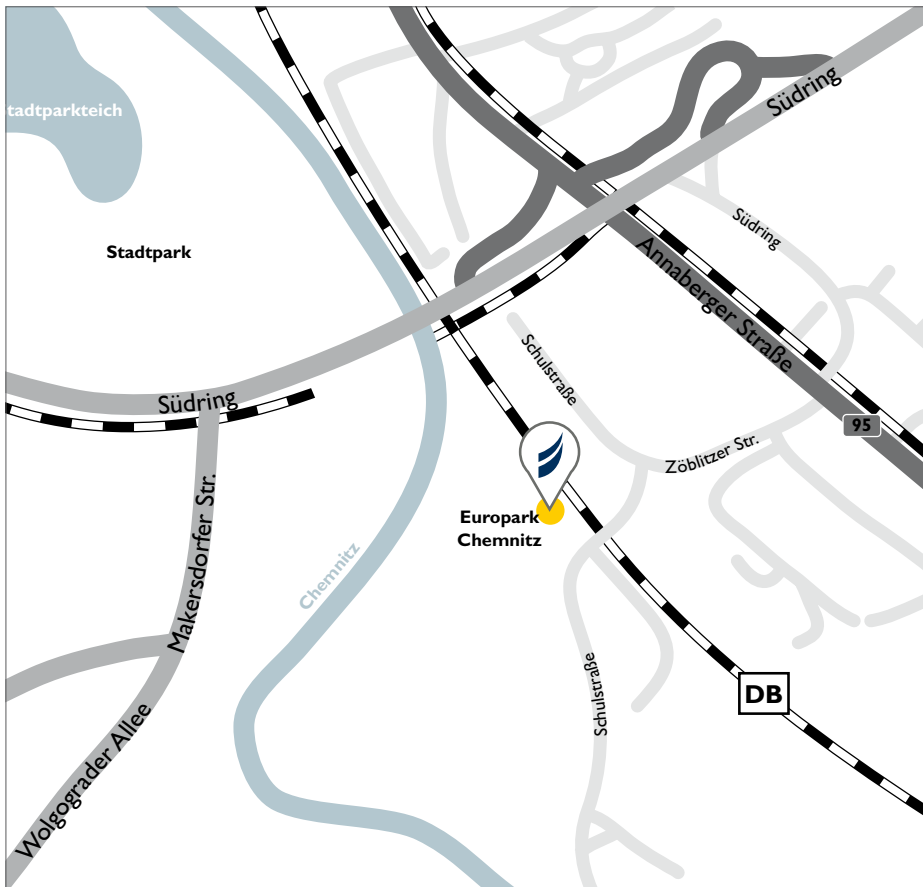 Südring
tadtparkteich
Südring
Stadtpark
Annaberger Straße
Schulstraße
Südring
95
Zöblitzer Str.
Europark
Chemnitz
Makersdorfer Str.
Chemnitz
Schulstraße
DB
Wolgograder Allee